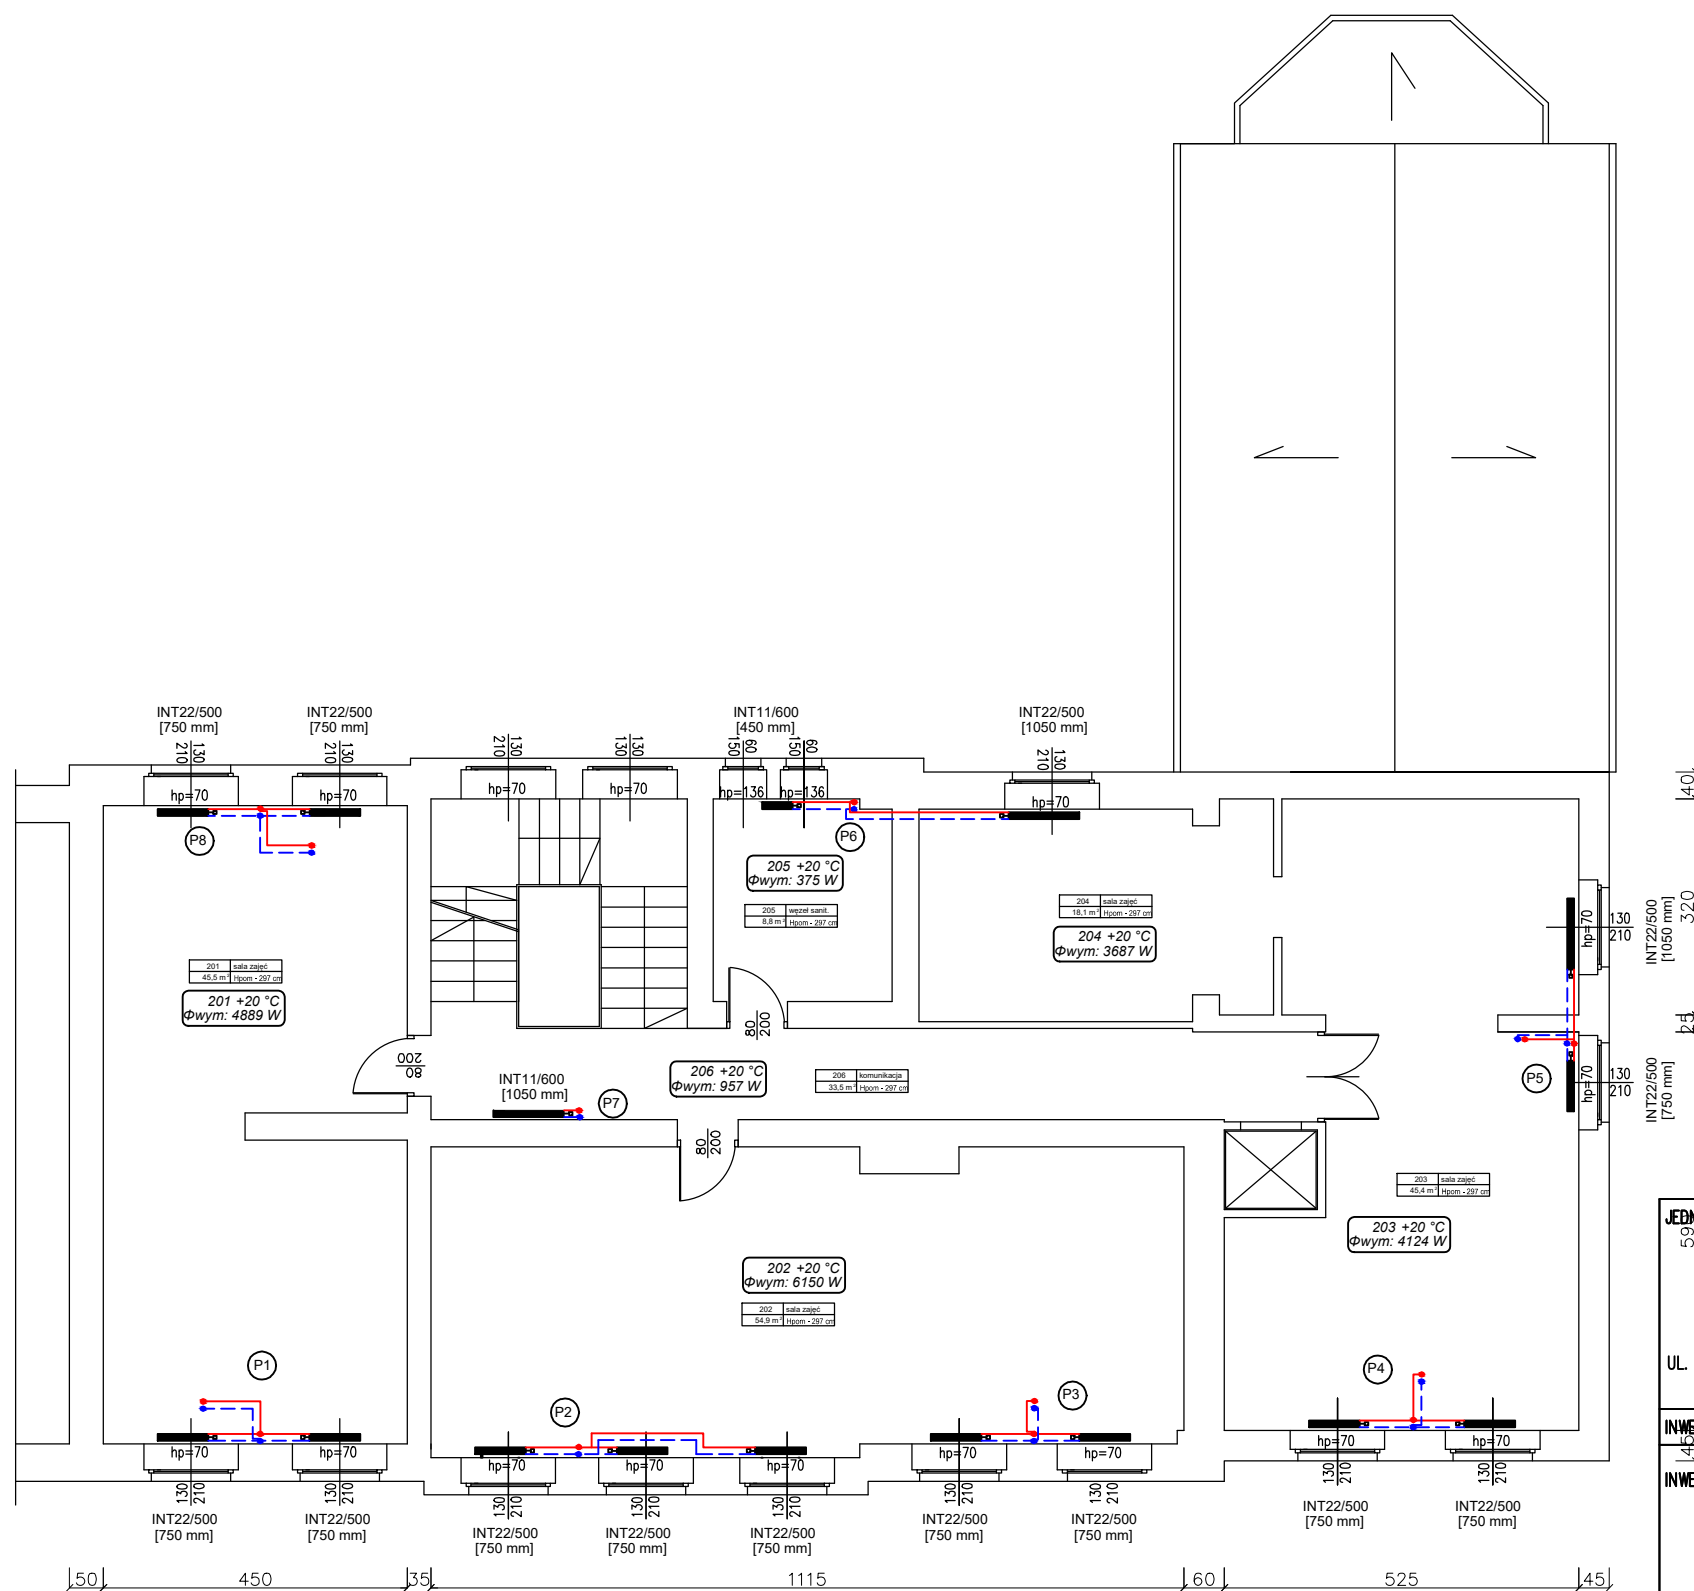 INT22/500
[750 mm]
INT22/500
[750 mm]
INT11/600
[450 mm]
INT22/500
[1050 mm]
130
210
130
210
130
210
130
130
60
150
60
150
130
210
hp=70
hp=70
hp=70
hp=70
hp=136
hp=136
hp=70
P8
P6
205 +20 °C
Φwym: 375 W
205 węzeł sanit.
8,8 m² Hpom - 297 cm
204 sala zajęć
18,1 m² Hpom - 297 cm
204 +20 °C
Φwym: 3687 W
201 sala zajęć
45,5 m² Hpom - 297 cm
201 +20 °C
Φwym: 4889 W
hp=70
130
210
INT22/500
[1050 mm]
40
320
25
80
200
80
200
INT11/600
[1050 mm]
P7
206 +20 °C
Φwym: 957 W
206 komunikacja
33,5 m² Hpom - 297 cm
P5
hp=70
130
210
INT22/500
[750 mm]
80
200
203 sala zajęć
45,4 m² Hpom - 297 cm
203 +20 °C
Φwym: 4124 W
202 +20 °C
Φwym: 6150 W
202 sala zajęć
54,9 m² Hpom - 297 cm
P1
P2
P3
P4
UL.
hp=70
hp=70
hp=70
hp=70
hp=70
hp=70
hp=70
hp=70
hp=70
130
210
130
210
130
210
130
210
130
210
130
210
130
210
130
210
130
210
INT22/500
[750 mm]
INT22/500
[750 mm]
INT22/500
[750 mm]
INT22/500
[750 mm]
INT22/500
[750 mm]
INT22/500
[750 mm]
INT22/500
[750 mm]
INT22/500
[750 mm]
INT22/500
[750 mm]
50
450
35
1115
60
525
45